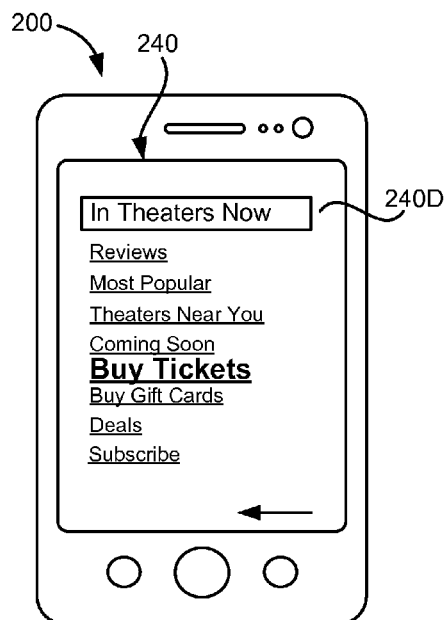 200
240
In Theaters Now
240D
Reviews
Most Popular
Theaters Near You
Coming Soon
Buy Tickets
Buy Gift Cards
Deals
Subscribe